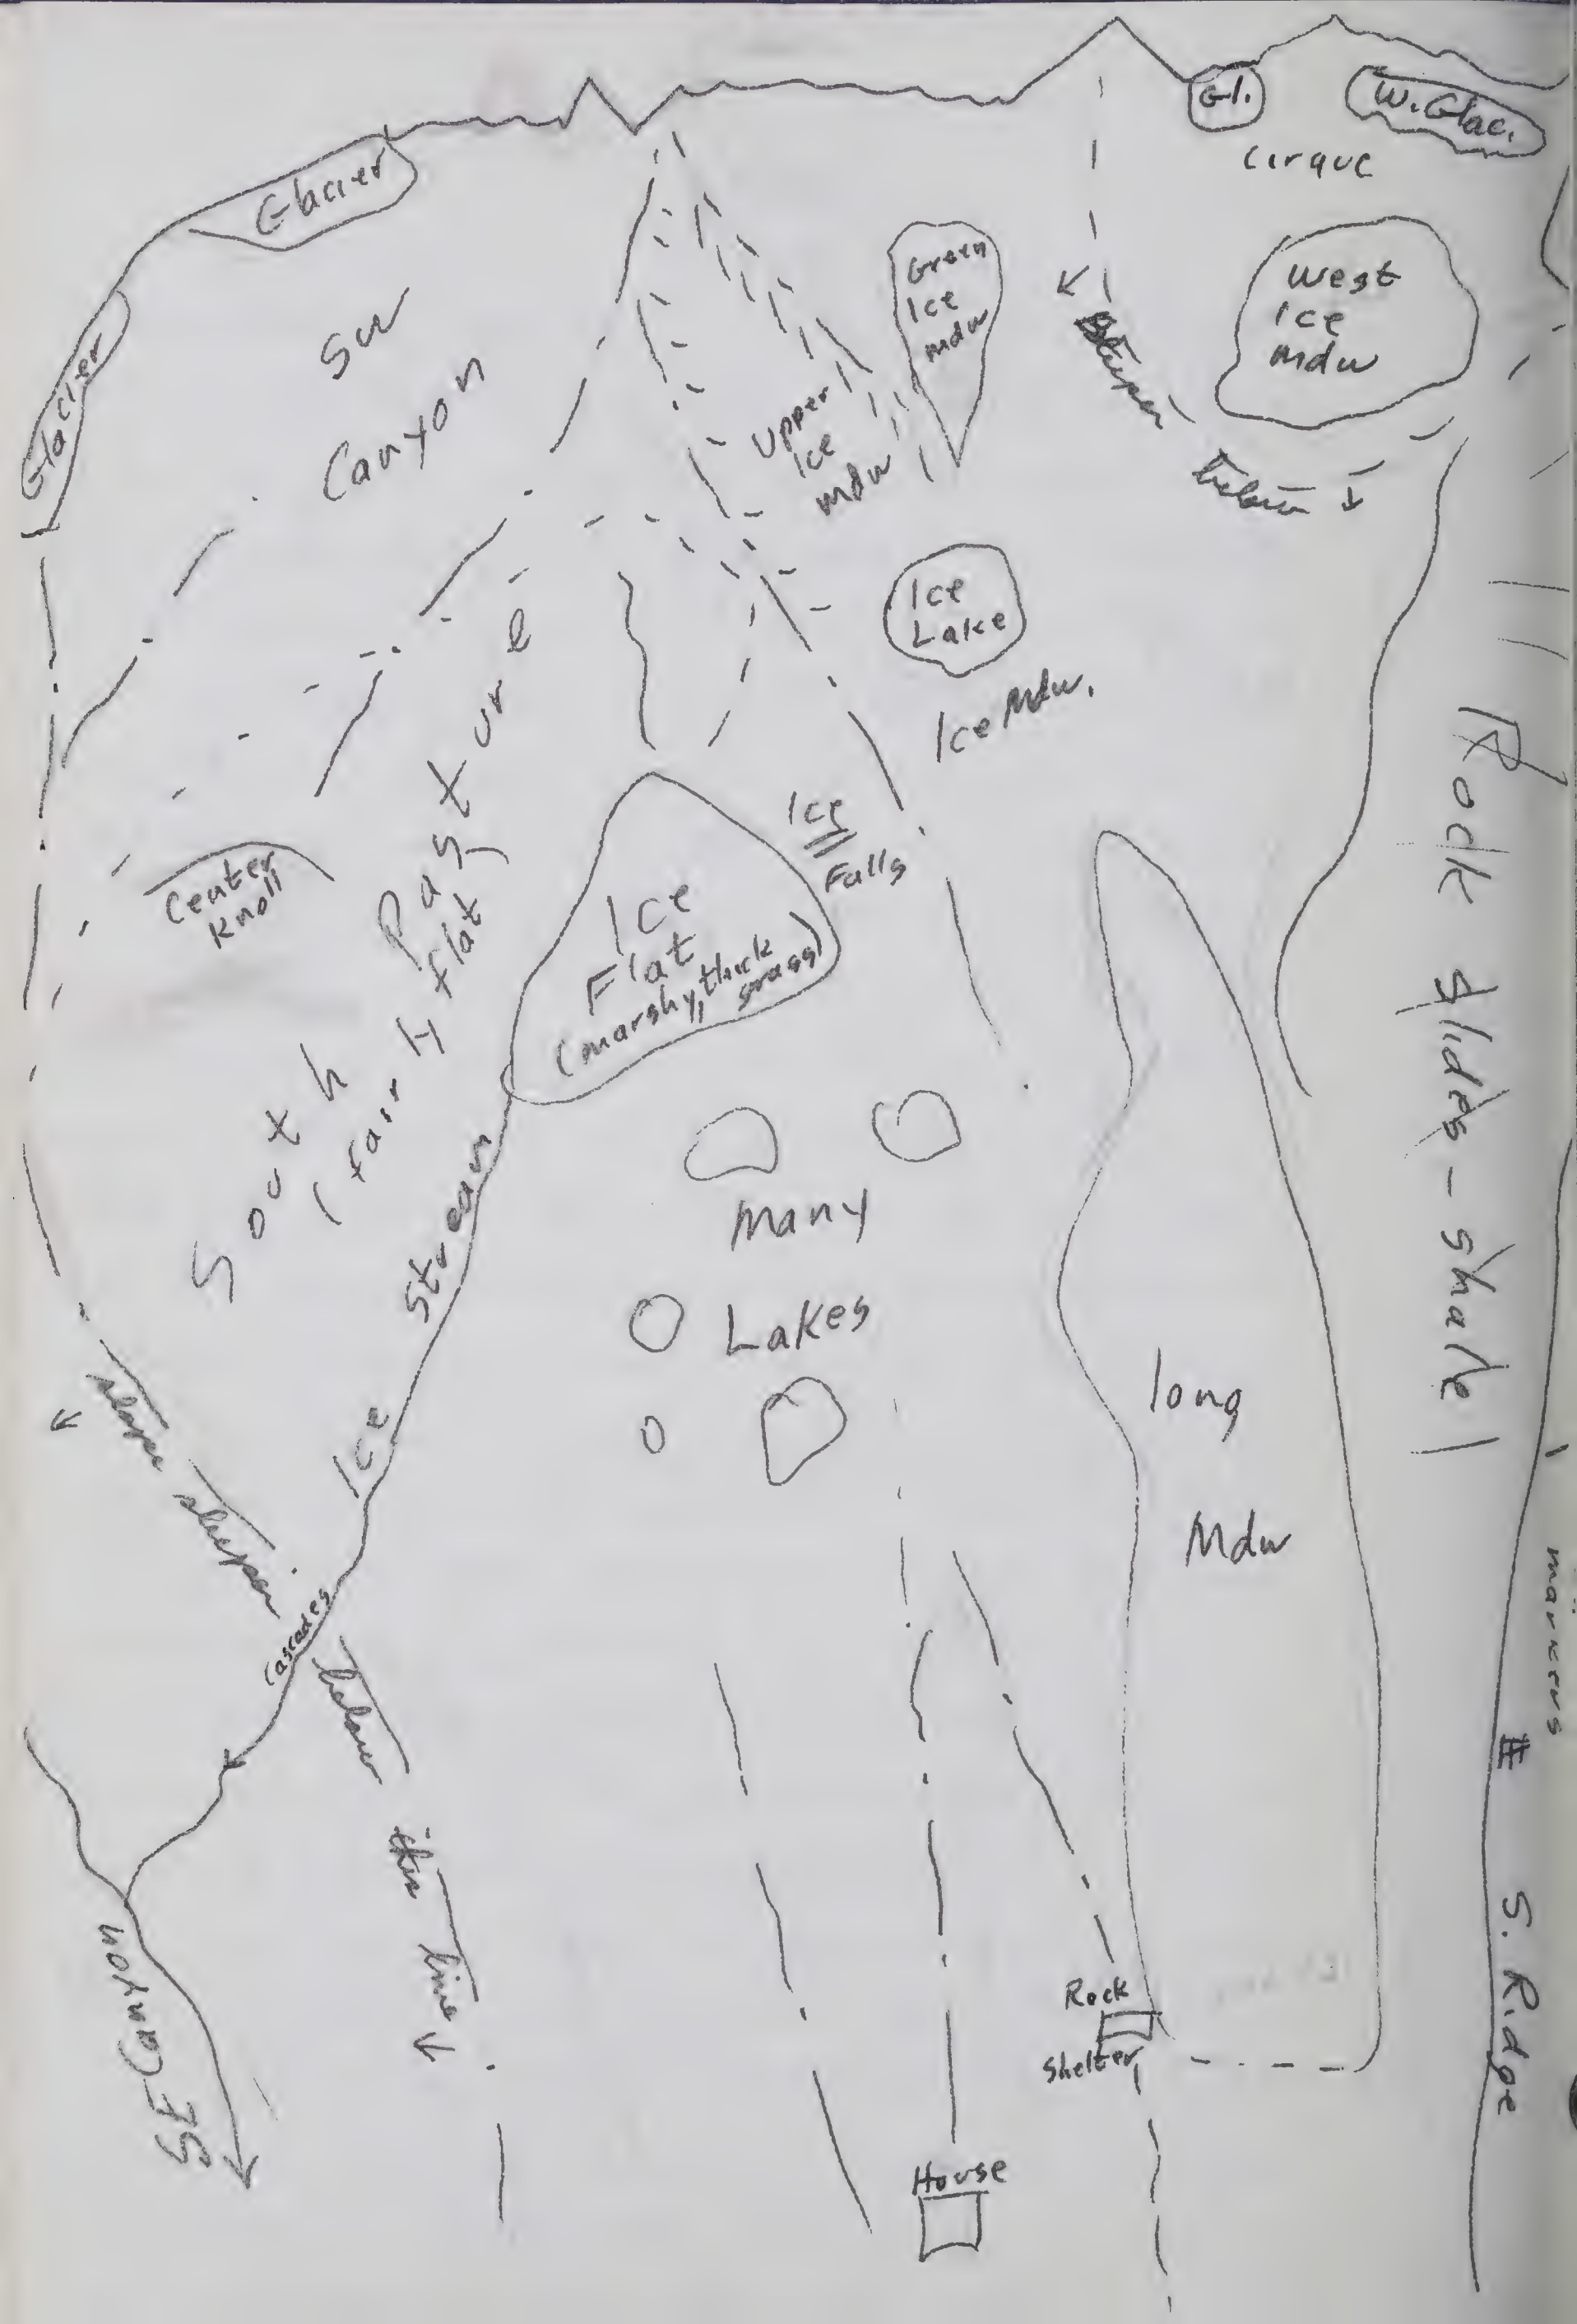 Gl.
W. Glac.
cirque
Glacier
Glacier
SW
Canyon
Green
Ice
mdw
West
Ice
mdw
Steeper
below
Upper
Ice
mdw
Ice
Lake
Ice Mdw.
Ice
Falls
Center
Knoll
South Pasture
(fairly flat)
Ice
Flat
(marshy, thick
grass)
Rock Slides - shale
Many
Lakes
Ice Stream
long
Mdw
slope steeper below this line
Cascades
markers
S. Ridge
SE Canyon
Rock
Shelter
House